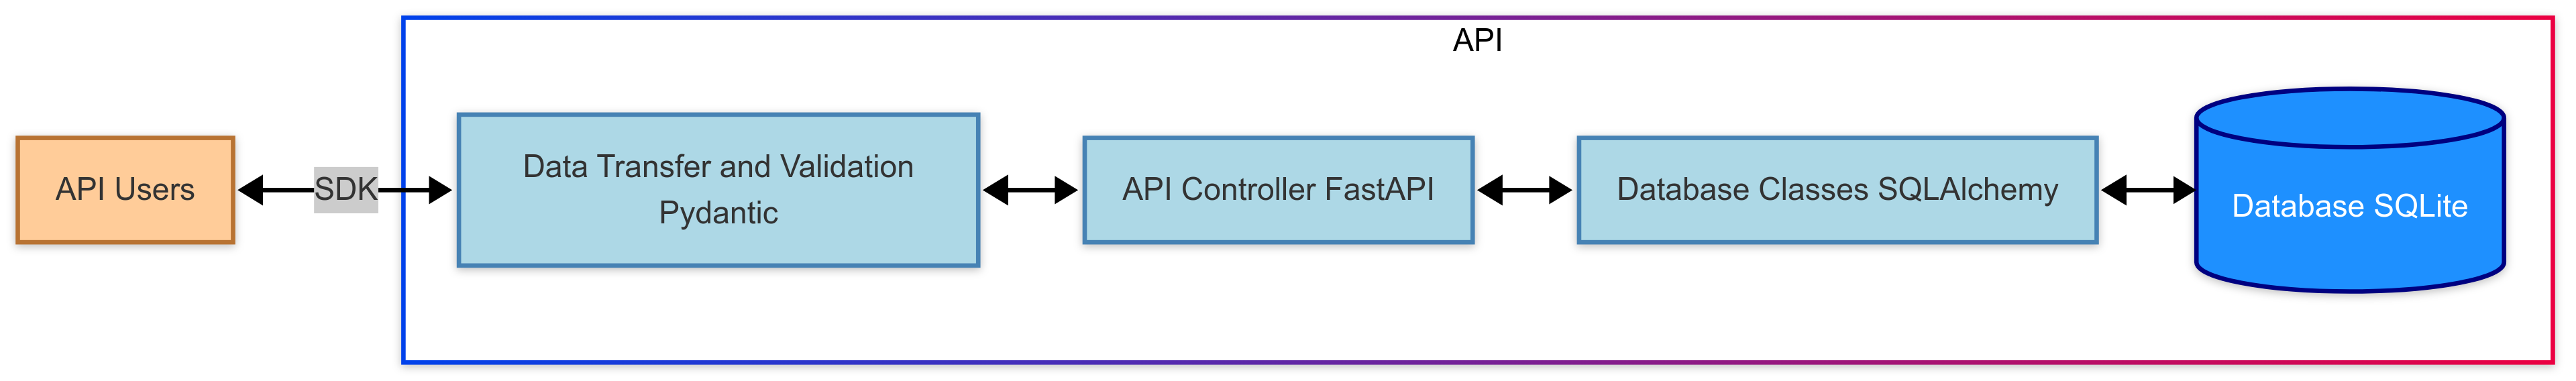 API
API Users
SDK
Data Transfer and Validation
Pydantic
API Controller FastAPI
Database Classes SQLAlchemy
Database SQLite